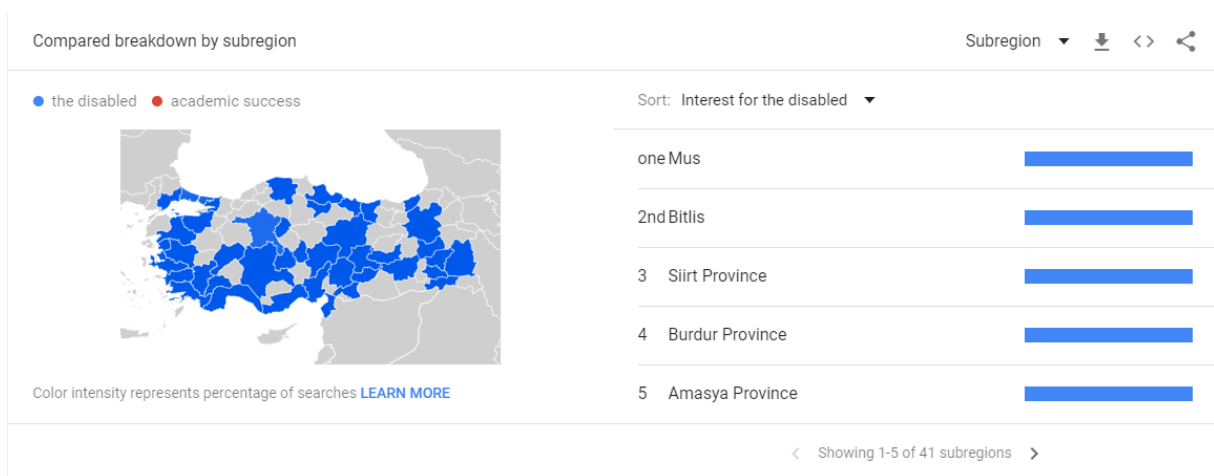 Compared breakdown by subregion
Subregion
the disabled academic success
Sort: Interest for the disabled
one Mus
2nd Bitlis
3 Siirt Province
4 Burdur Province
5 Amasya Province
Color intensity represents percentage of searches LEARN MORE
Showing 1-5 of 41 subregions